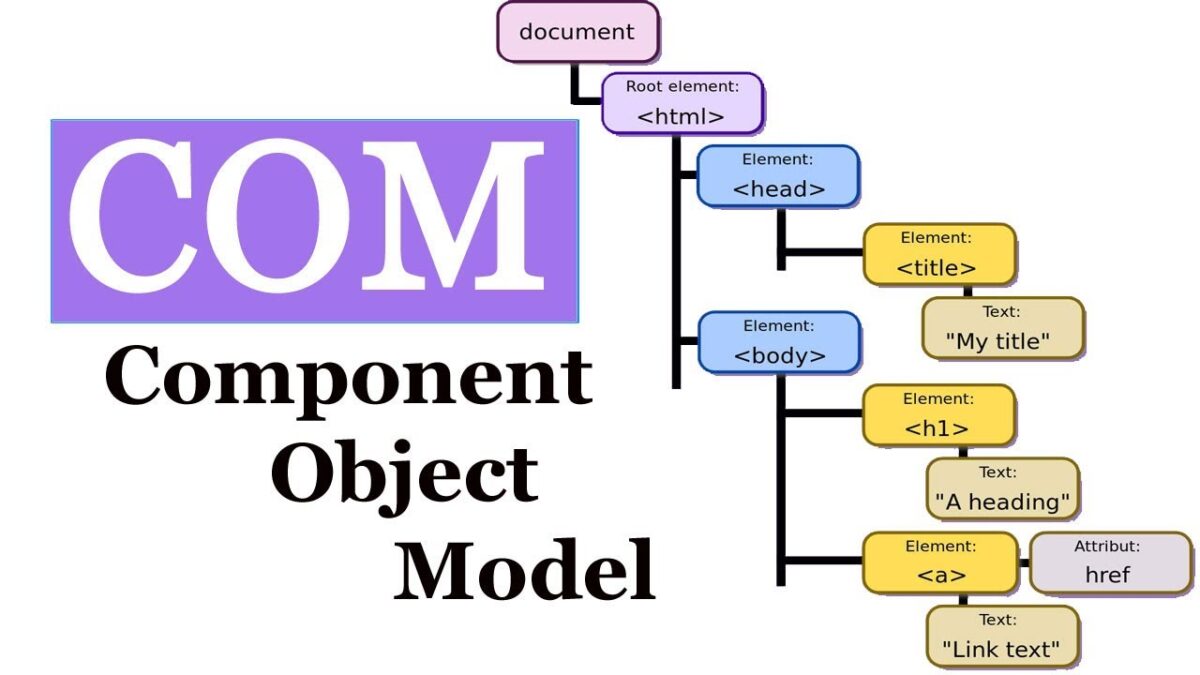 document
Root element:
<html>
Element:
<head>
Element:
<title>
Text:
"My title"
COM
Component
Object
Model
Element:
<body>
Element:
<h1>
Text:
"A heading"
Element:
<a>
Attribut:
href
Text:
"Link text"